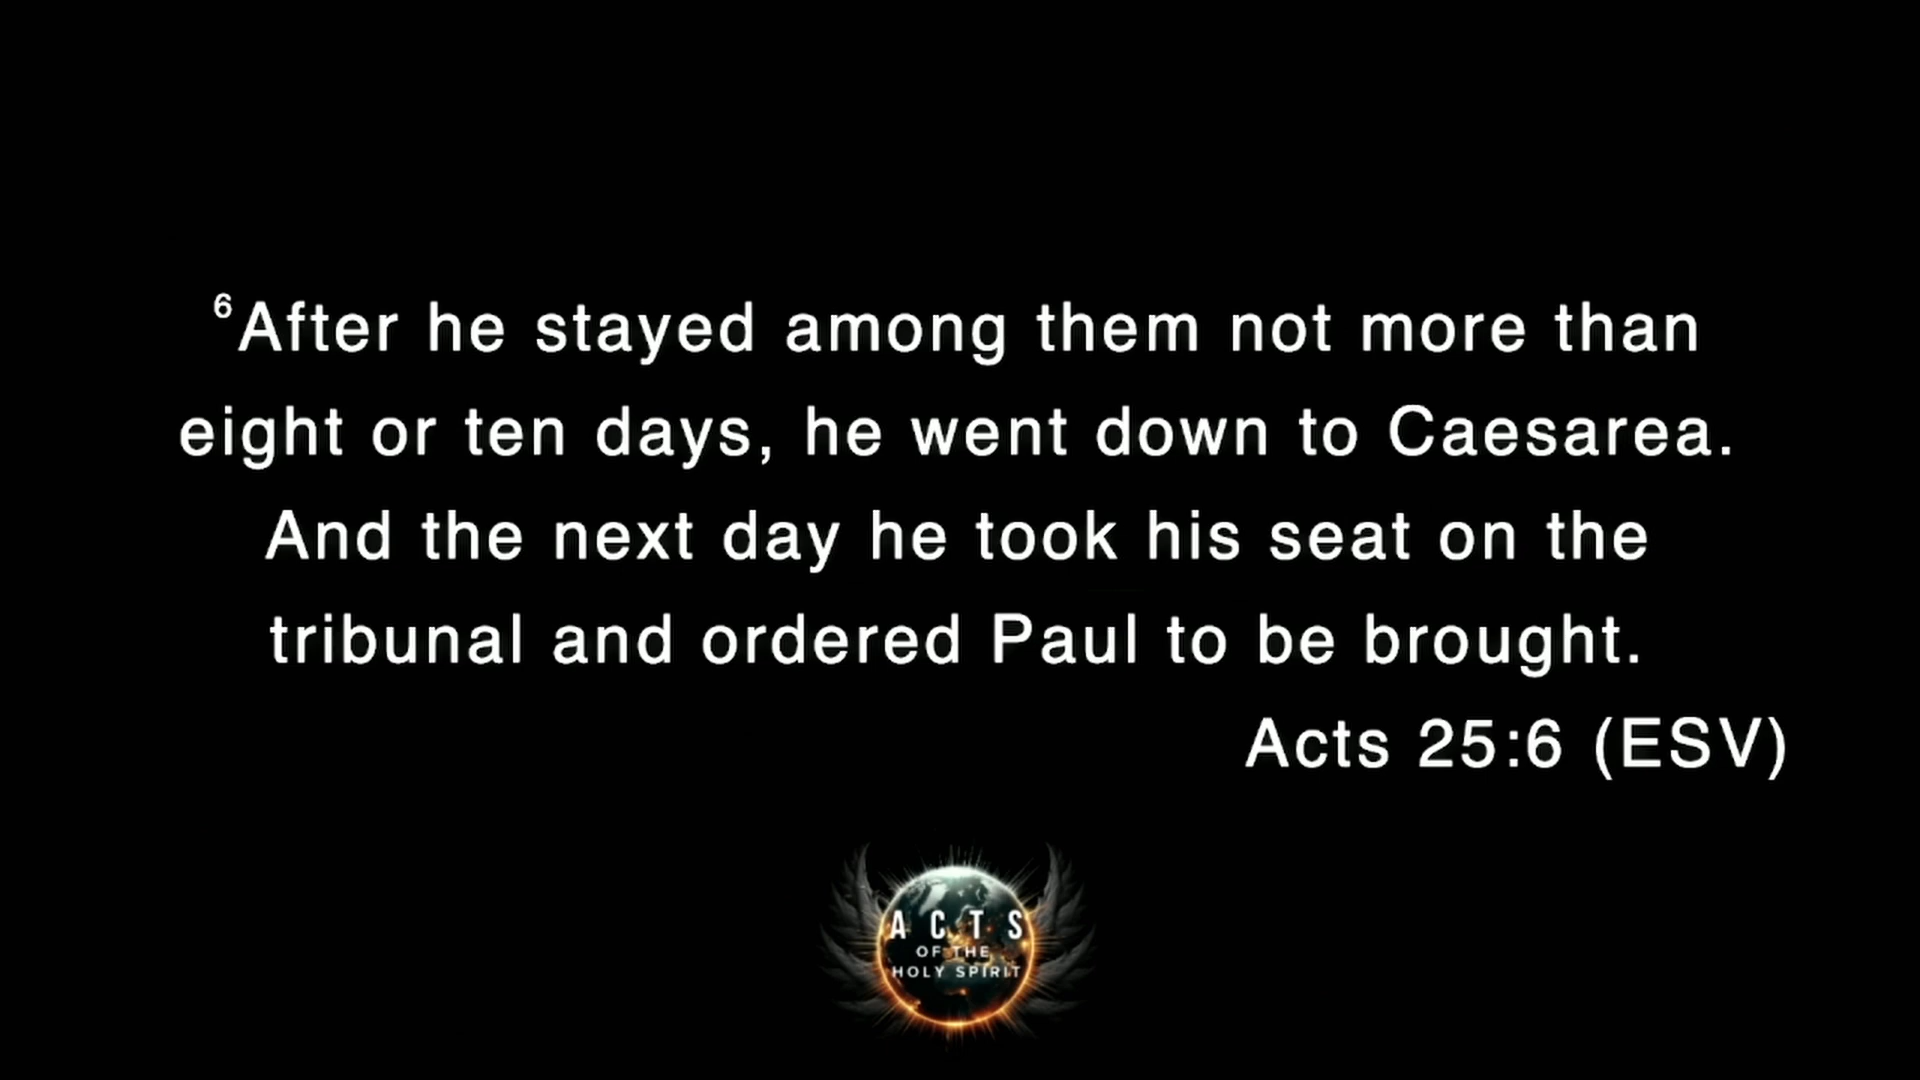 ⁶After he stayed among them not more than
eight or ten days, he went down to Caesarea.
And the next day he took his seat on the
tribunal and ordered Paul to be brought.
Acts 25:6 (ESV)
ACTS
OF THE
HOLY SPIRIT